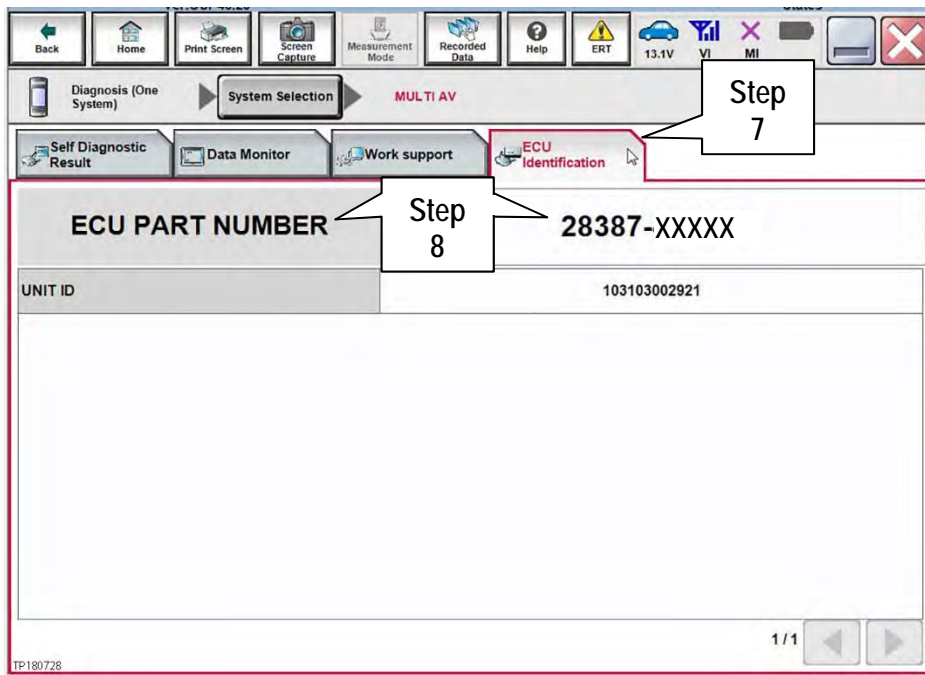 Back
Home
Print Screen
Screen
Capture
Measurement
Mode
Recorded
Data
Help
ERT
13.1V
VI
MI
Diagnosis (One
System)
System Selection
MULTI AV
Step
7
Self Diagnostic
Result
Data Monitor
Work support
ECU
Identification
ECU PART NUMBER
Step
8
28387-XXXXX
UNIT ID
103103002921
1/1
TP180728